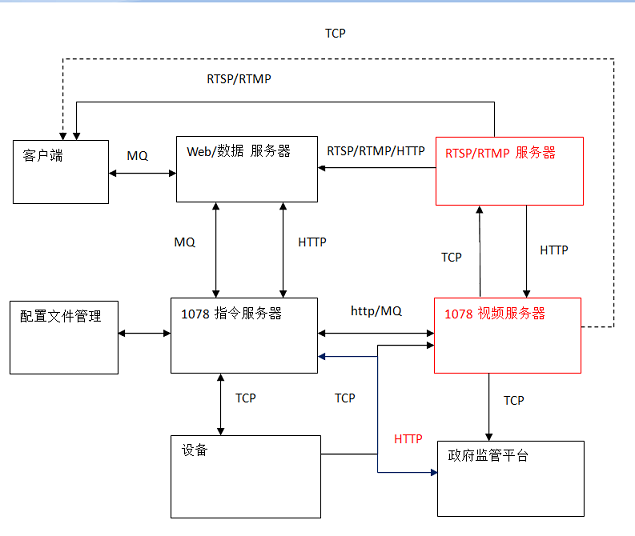 TCP
RTSP/RTMP
客户端
MQ
Web/数据 服务器
RTSP/RTMP/HTTP
RTSP/RTMP 服务器
MQ
HTTP
TCP
HTTP
配置文件管理
1078 指令服务器
http/MQ
1078 视频服务器
TCP
TCP
TCP
设备
HTTP
政府监管平台